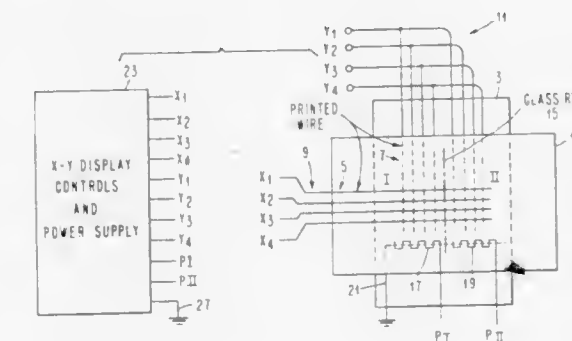 Y1
11
Y2
Y3
23
Y4
3
GLASS R
15
PRINTED
WIRE
7
9
5
I
II
X1
X2
X3
X4
17
19
21
PI
PII
X1
X2
X3
X4
Y1
Y2
Y3
Y4
PI
PII
27
X-Y DISPLAY
CONTROLS
AND
POWER SUPPLY